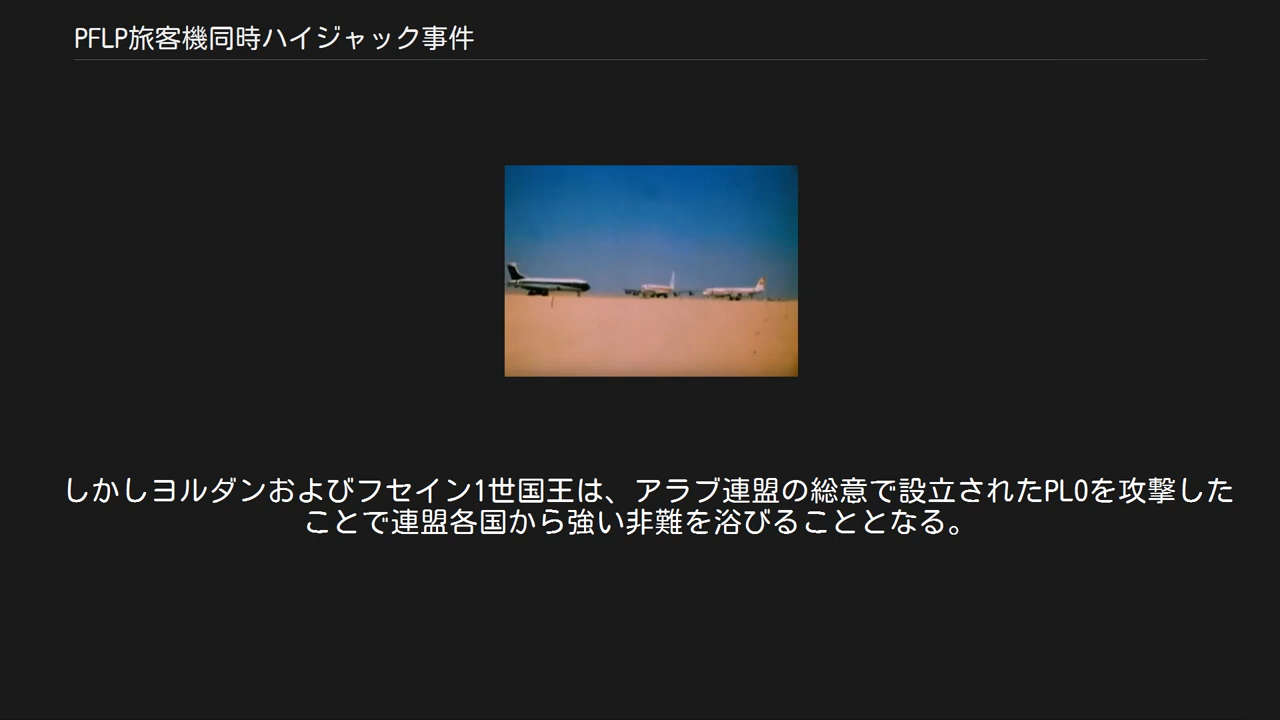 PFLP旅客機同時ハイジャック事件
しかしヨルダンおよびフセイン1世国王は、アラブ連盟の総意で設立されたPLOを攻撃した
ことで連盟各国から強い非難を浴びることとなる。